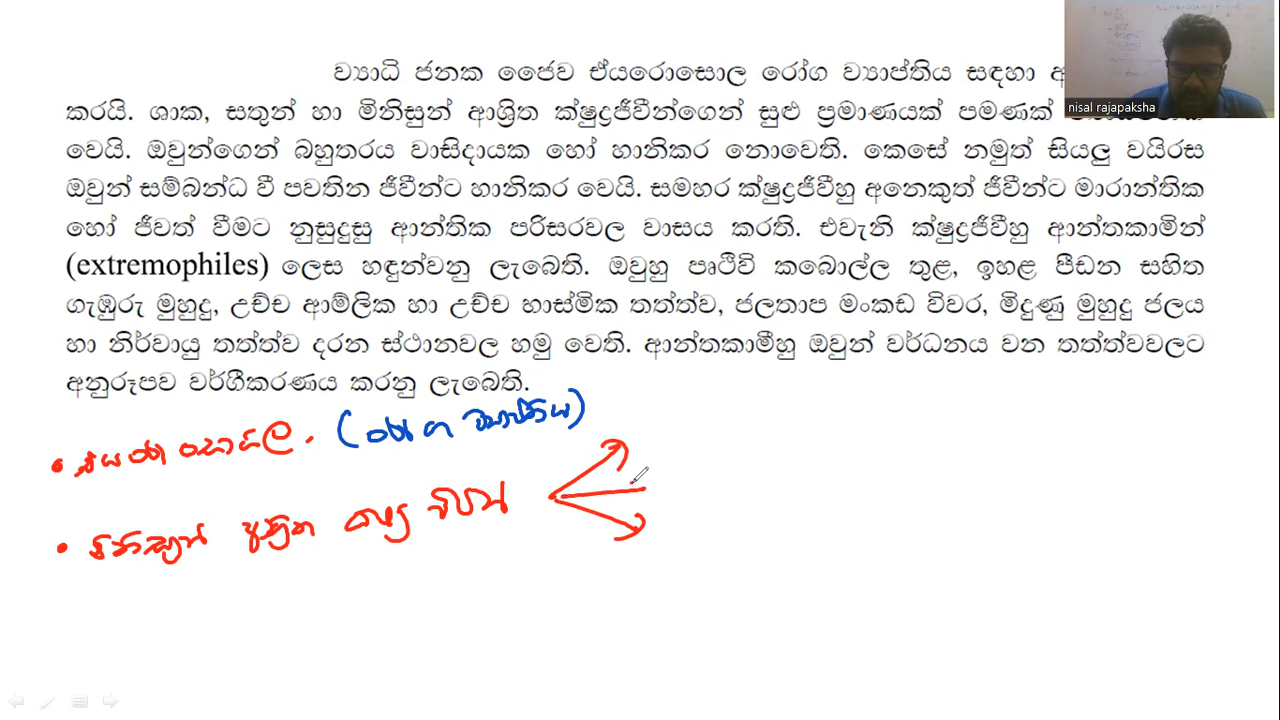 ව්‍යාධි ජනක ජෛව ඒයරොසොල රෝග ව්‍යාප්තිය සඳහා
nisal rajapaksha
කරයි. ශාක, සතුන් හා මිනිසුන් ආශ්‍රිත ක්ෂුද්‍රජීවීන්ගෙන් සුළු ප්‍රමාණයක් පමණක්
වෙයි. ඔවුන්ගෙන් බහුතරය වාසිදායක හෝ හානිකර නොවෙති. කෙසේ නමුත් සියලු වයිරස
ඔවුන් සම්බන්ධ වී පවතින ජීවීන්ට හානිකර වෙයි. සමහර ක්ෂුද්‍රජීවීහු අනෙකුත් ජීවීන්ට මාරාන්තික
හෝ ජීවත් වීමට නුසුදුසු ආන්තික පරිසරවල වාසය කරති. එවැනි ක්ෂුද්‍රජීවීහු ආන්තකාමීන්
(extremophiles) ලෙස හඳුන්වනු ලැබෙති. ඔවුහු පෘථිවි කබොල්ල තුළ, ඉහළ පීඩන සහිත
ගැඹුරු මුහුදු, උච්ච ආම්ලික හා උච්ච භාස්මික තත්ත්ව, ජලතාප මංකඩ විවර, මිදුණු මුහුදු ජලය
හා නිර්වායු තත්ත්ව දරන ස්ථානවල හමු වෙති. ආන්තකාමීහු ඔවුන් වර්ධනය වන තත්ත්වවලට
අනුරූපව වර්ගීකරණය කරනු ලැබෙති.
• ඒයරොසොල. (රෝග ව්‍යාප්තිය)
• මිනිසුන් අශ්‍රිත ක්ෂුද්‍ර ජීවීන්